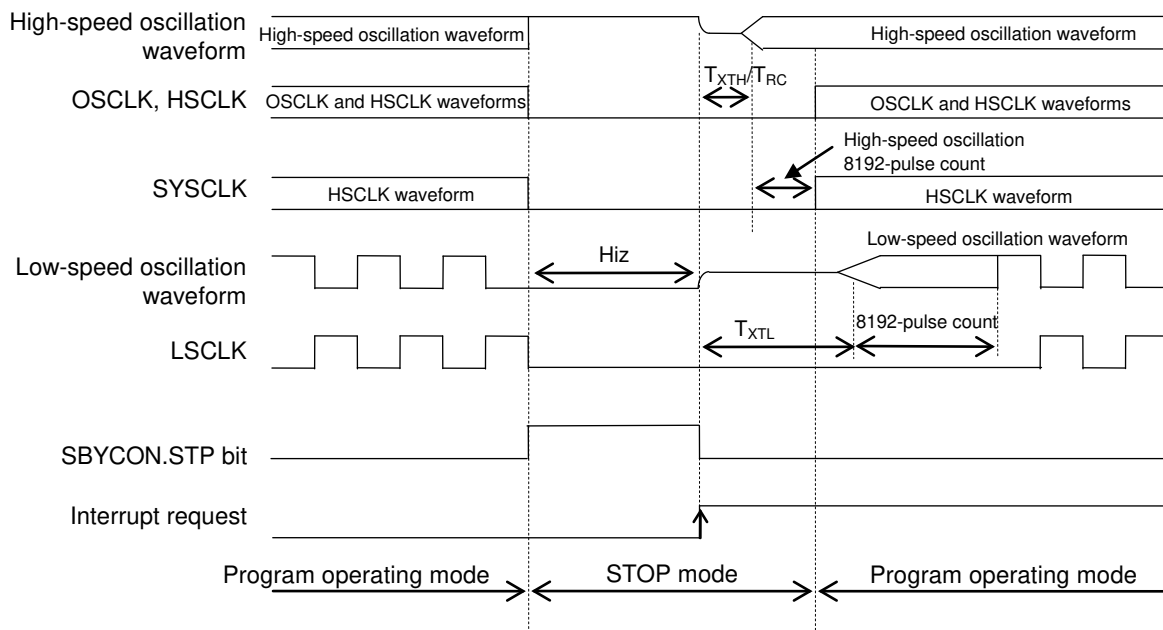 High-speed oscillation
waveform
High-speed oscillation waveform
High-speed oscillation waveform
TXTH/TRC
OSCLK, HSCLK
OSCLK and HSCLK waveforms
OSCLK and HSCLK waveforms
High-speed oscillation
8192-pulse count
SYSCLK
HSCLK waveform
HSCLK waveform
Low-speed oscillation waveform
Low-speed oscillation
waveform
Hiz
8192-pulse count
TXTL
LSCLK
SBYCON.STP bit
Interrupt request
Program operating mode
STOP mode
Program operating mode